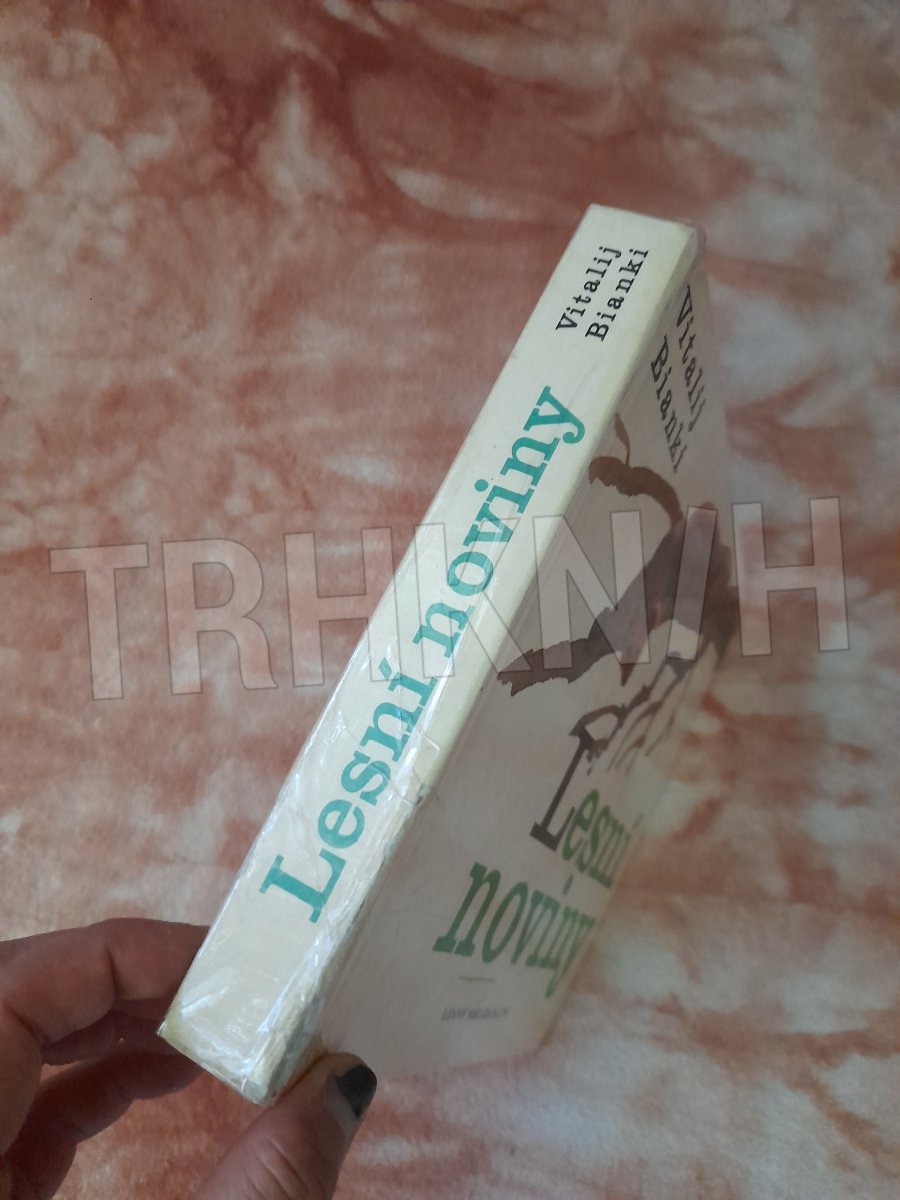 Vitalij
Bianki
Lesní noviny
Vitalij
Bianki
Lesní
noviny
TRHKNIH